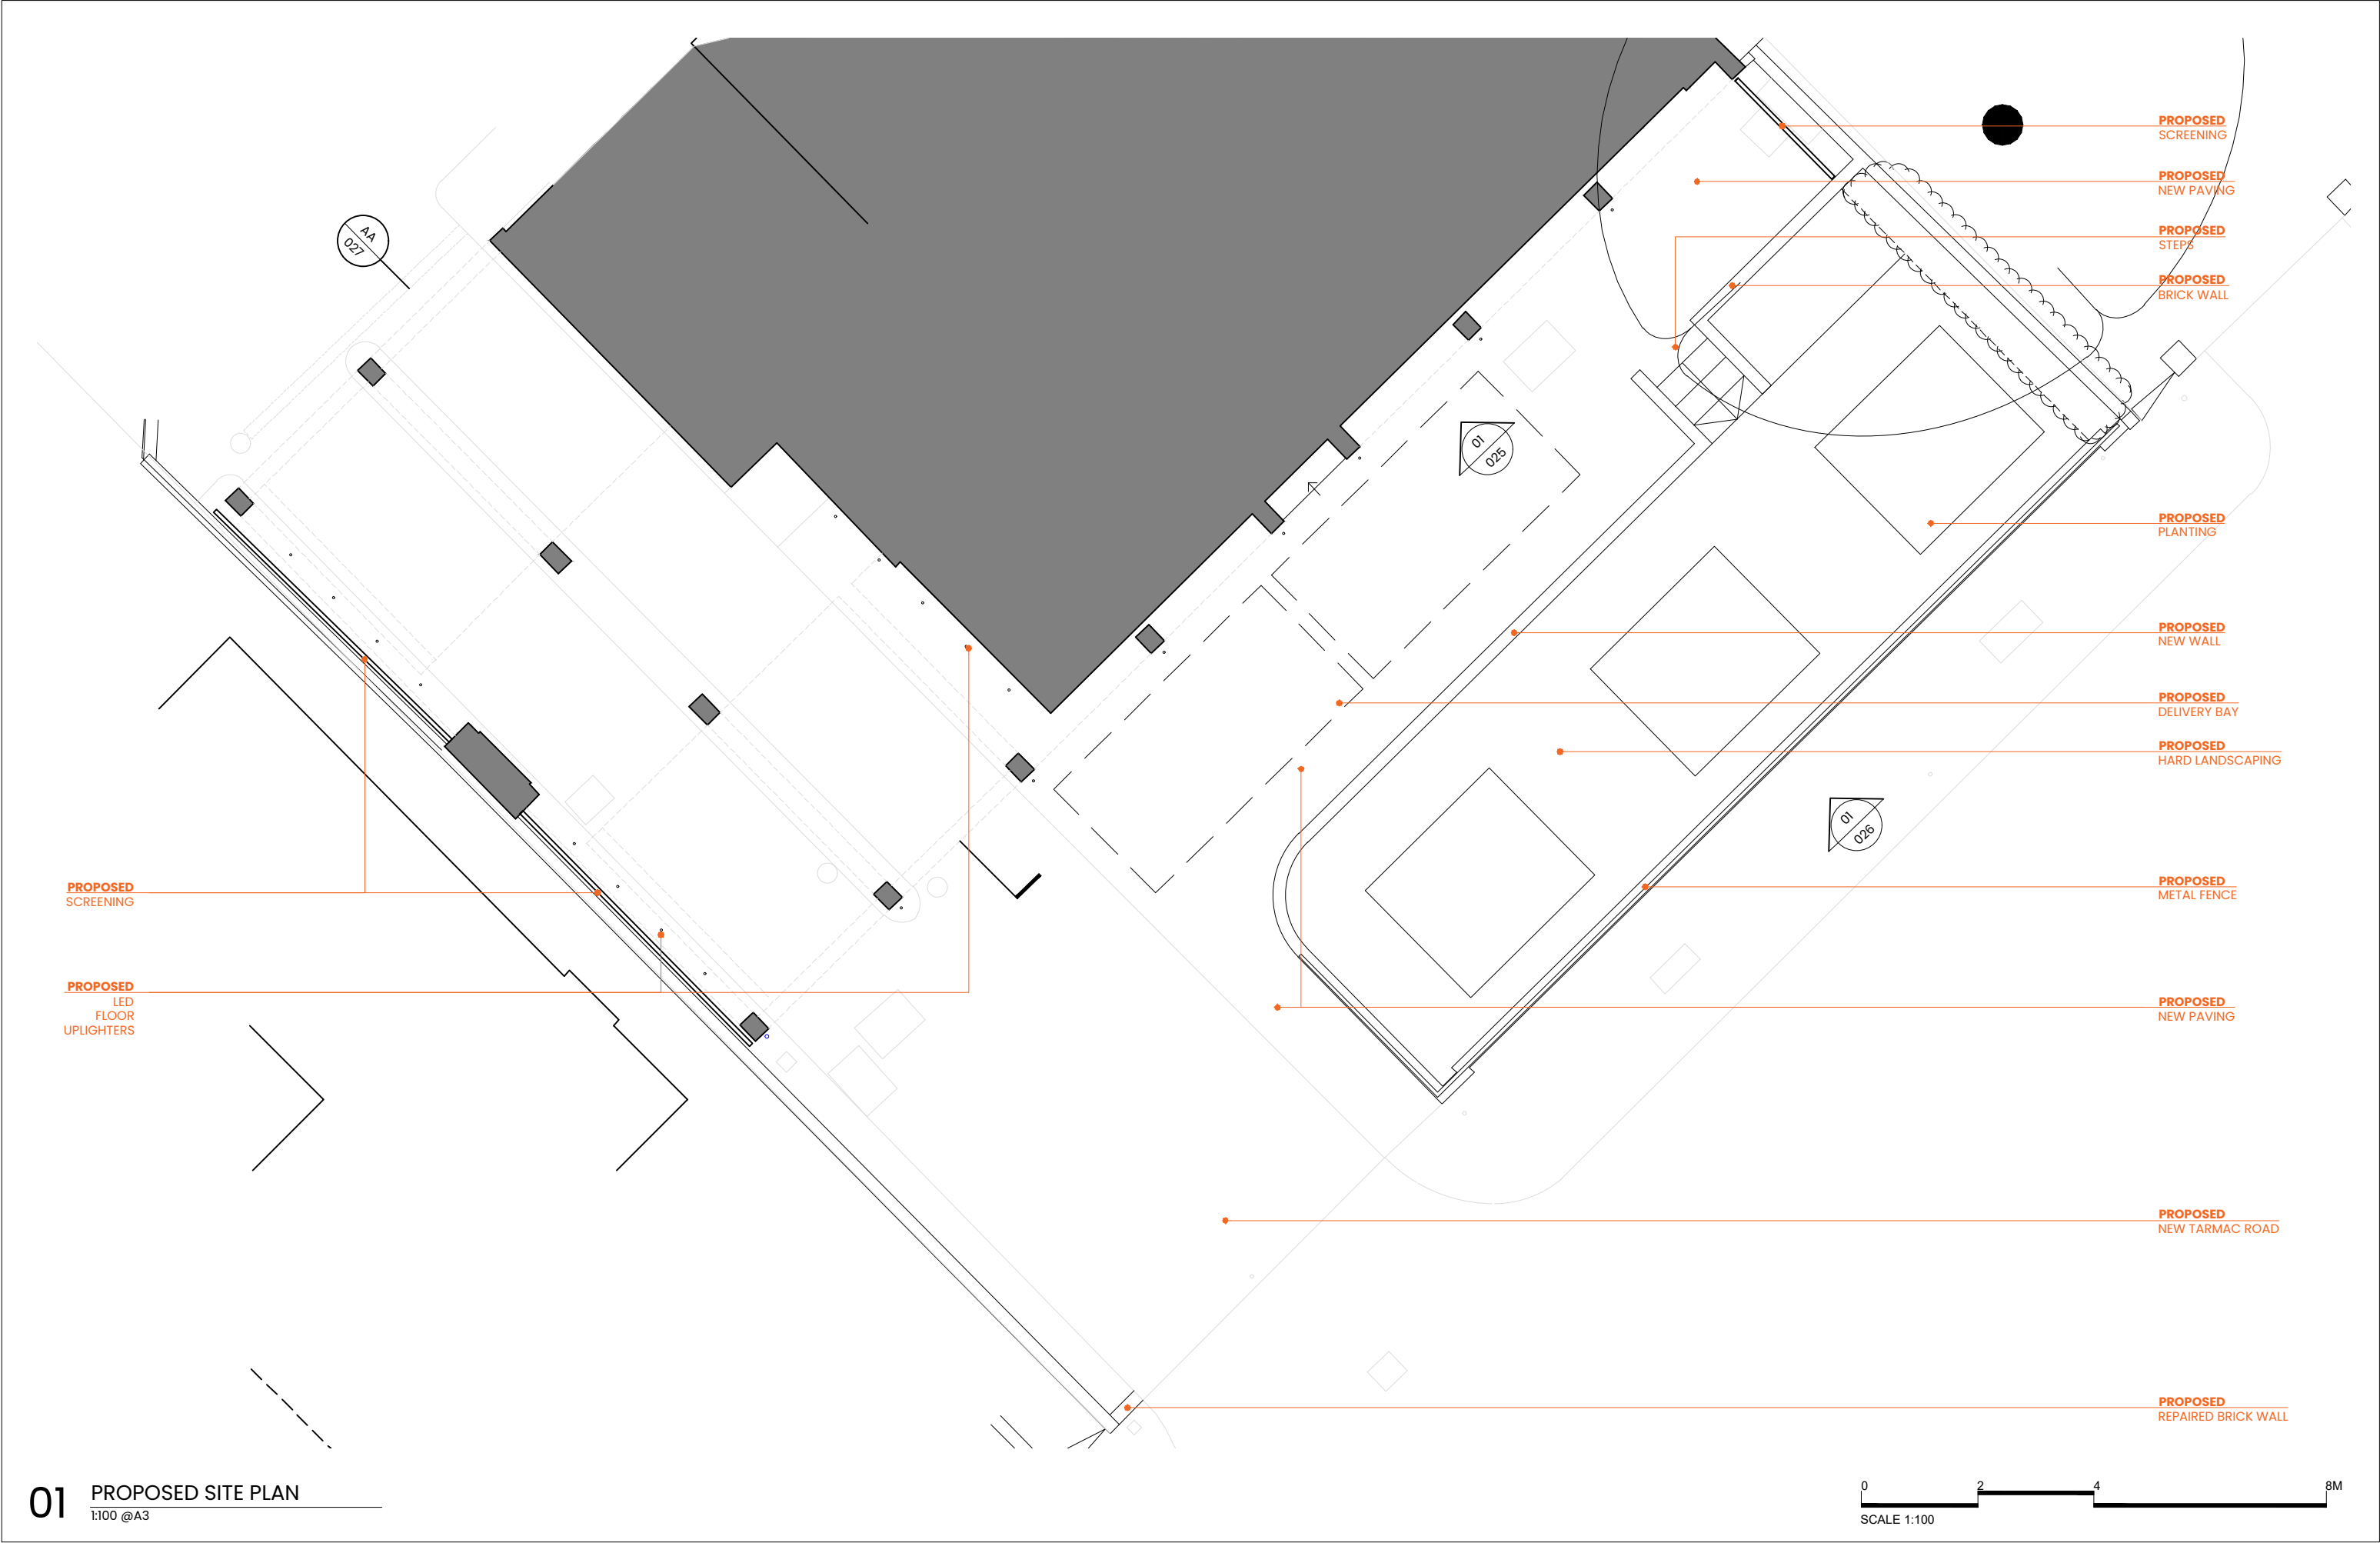 PROPOSED
SCREENING
PROPOSED
NEW PAVING
PROPOSED
STEPS
PROPOSED
BRICK WALL
AA
027
01
025
PROPOSED
PLANTING
PROPOSED
NEW WALL
PROPOSED
DELIVERY BAY
PROPOSED
HARD LANDSCAPING
01
026
PROPOSED
METAL FENCE
PROPOSED
SCREENING
PROPOSED
LED
FLOOR
UPLIGHTERS
PROPOSED
NEW PAVING
PROPOSED
NEW TARMAC ROAD
PROPOSED
REPAIRED BRICK WALL
01 PROPOSED SITE PLAN
1:100 @A3
0 2 4 8M
SCALE 1:100